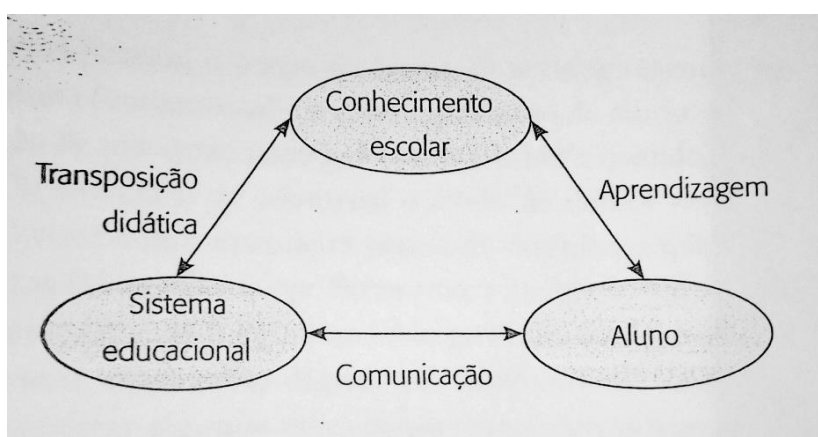 Conhecimento
escolar
Transposição
didática
Aprendizagem
Sistema
educacional
Aluno
Comunicação